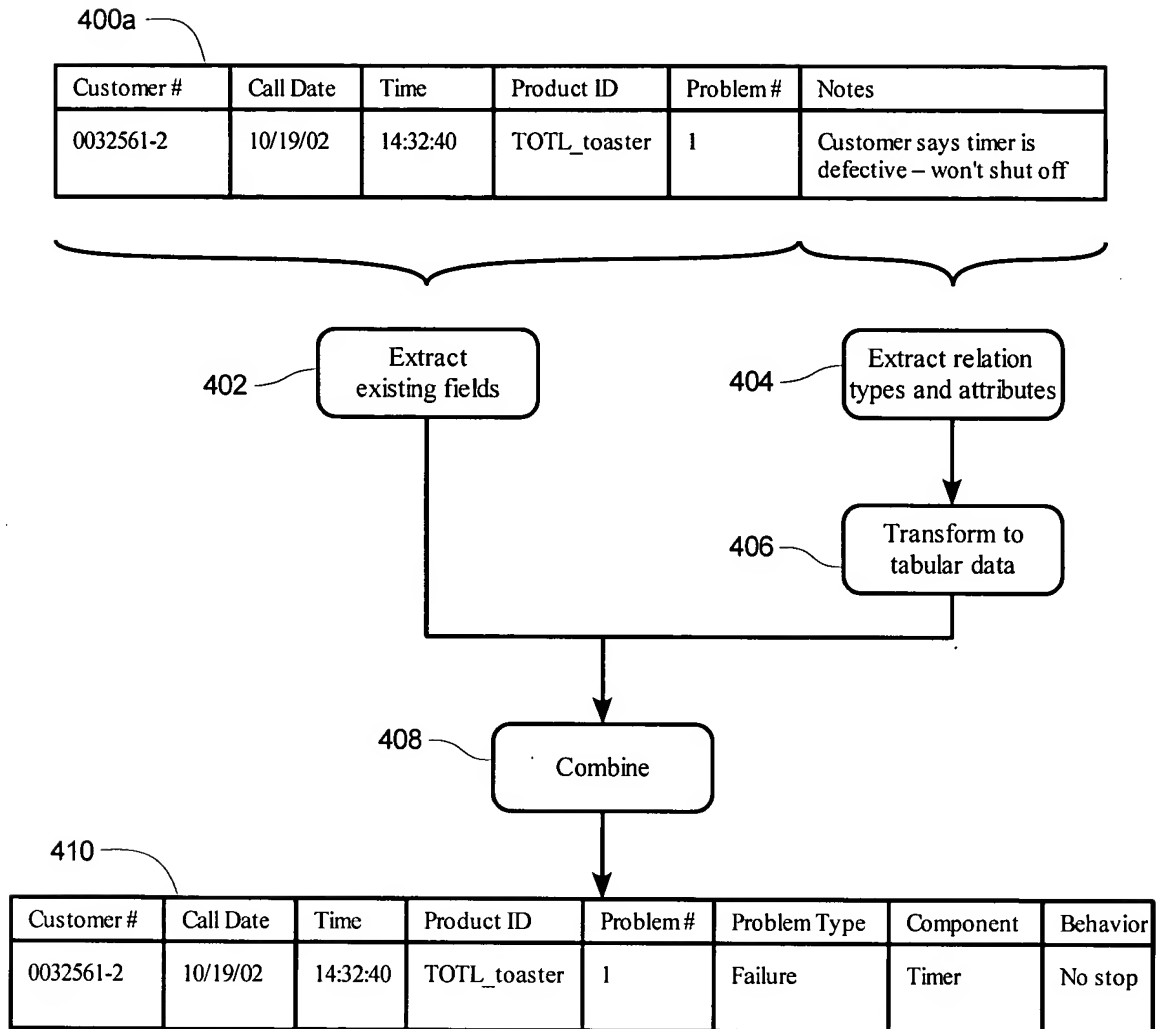 400a
Customer # Call Date Time Product ID Problem # Notes
0032561-2 10/19/02 14:32:40 TOTL_toaster 1 Customer says timer is
defective – won't shut off
402
Extract
existing fields
404
Extract relation
types and attributes
406
Transform to
tabular data
408
Combine
410
Customer # Call Date Time Product ID Problem # Problem Type Component Behavior
0032561-2 10/19/02 14:32:40 TOTL_toaster 1 Failure Timer No stop